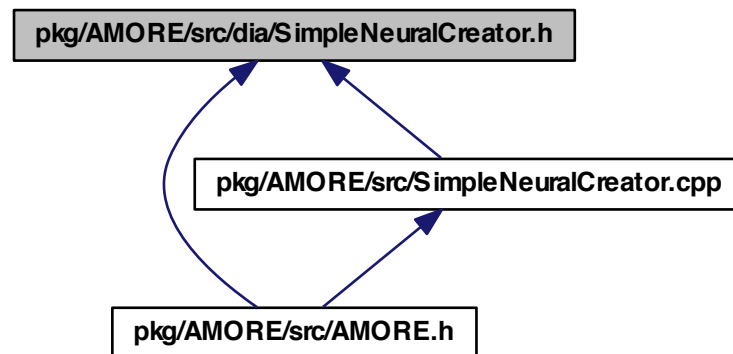 pkg/AMORE/src/dia/SimpleNeuralCreator.h
pkg/AMORE/src/SimpleNeuralCreator.cpp
pkg/AMORE/src/AMORE.h